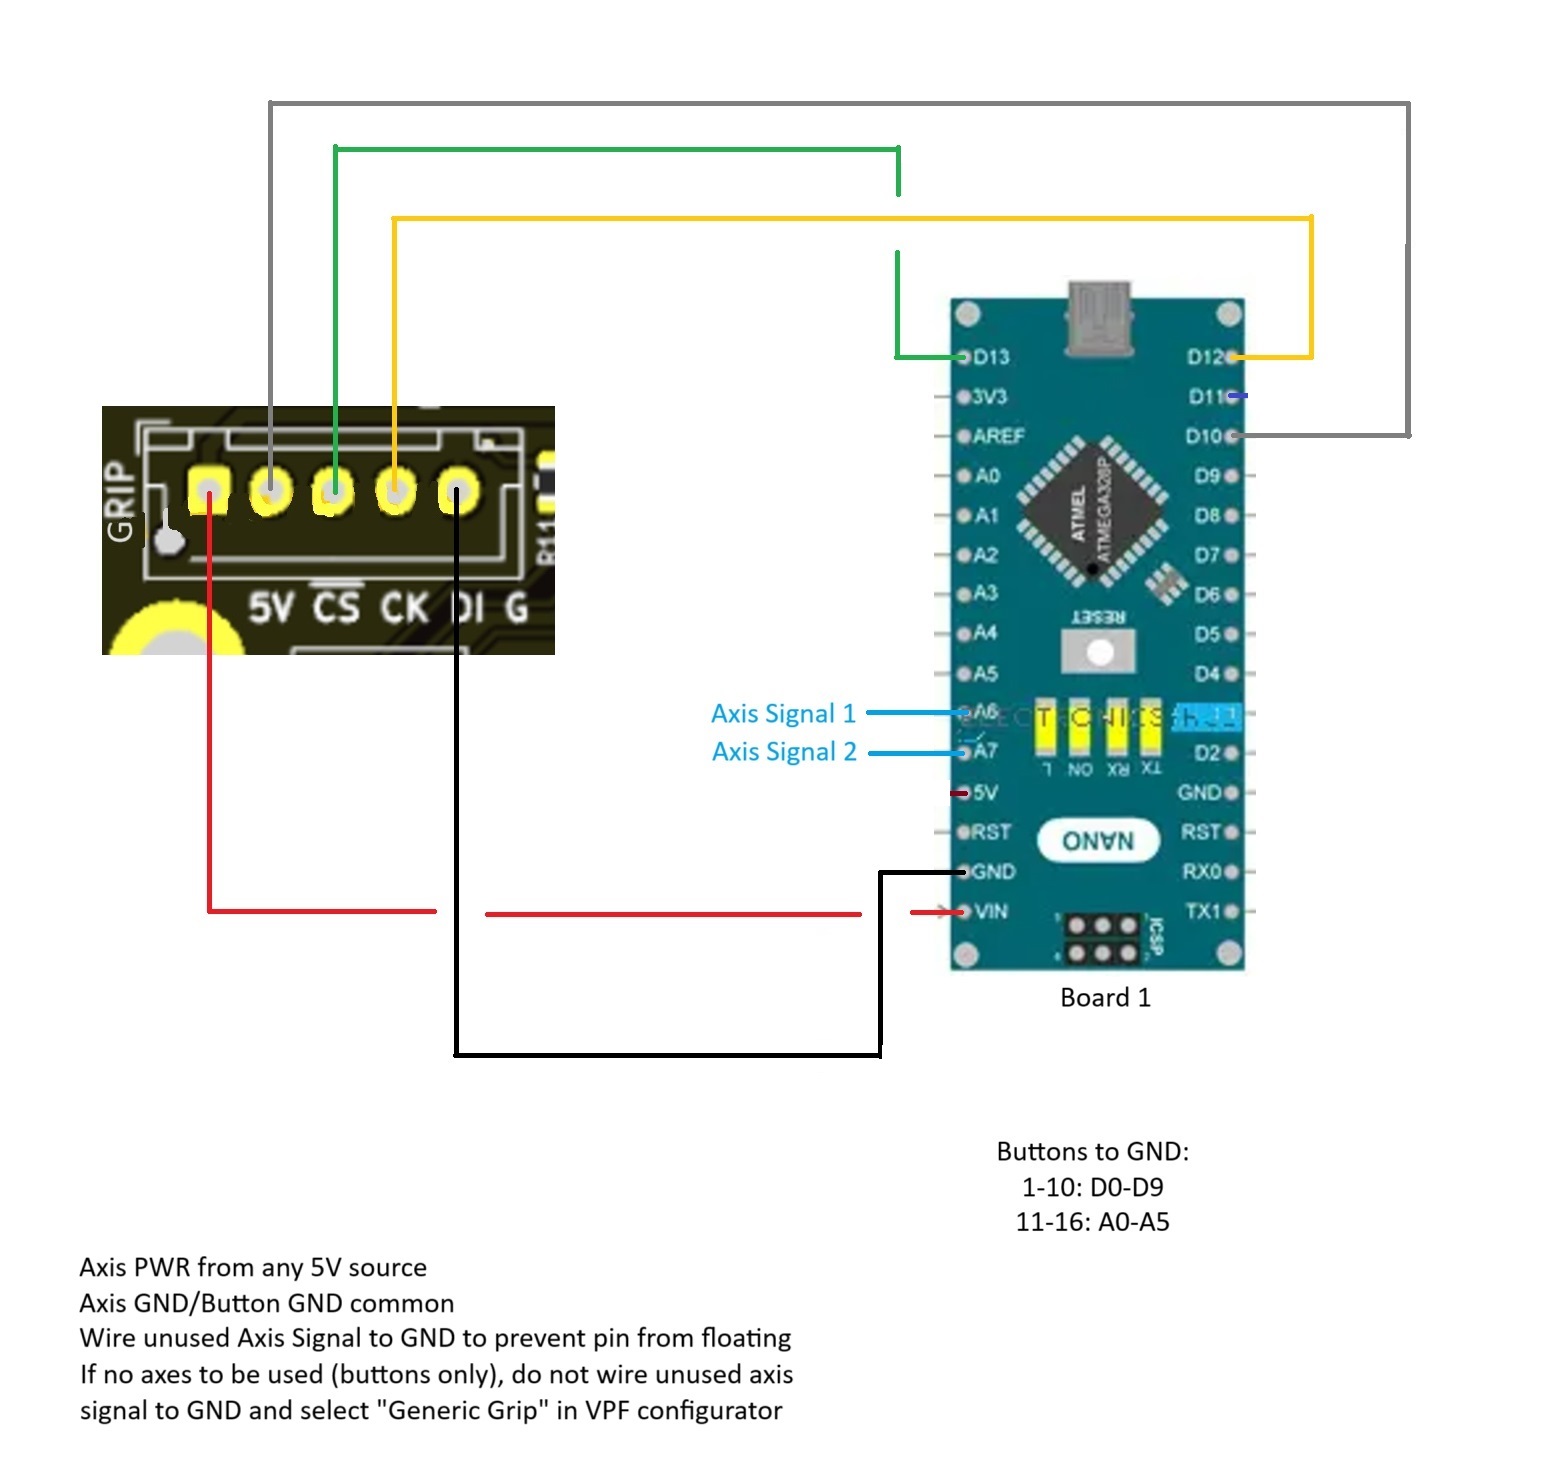 GRIP
5V CS CK DI G
R11
D13
3V3
AREF
A0
A1
A2
A3
A4
A5
A6
A7
5V
RST
GND
VIN
D12
D11
D10
D9
D8
D7
D6
D5
D4
D2
GND
RST
RX0
TX1
ATMEL
ATMEGA328P
RESET
ELECTRONICS HUB
L ON RX TX
NANO
ICSP
Axis Signal 1
Axis Signal 2
Board 1
Buttons to GND:
1-10: D0-D9
11-16: A0-A5
Axis PWR from any 5V source
Axis GND/Button GND common
Wire unused Axis Signal to GND to prevent pin from floating
If no axes to be used (buttons only), do not wire unused axis
signal to GND and select "Generic Grip" in VPF configurator